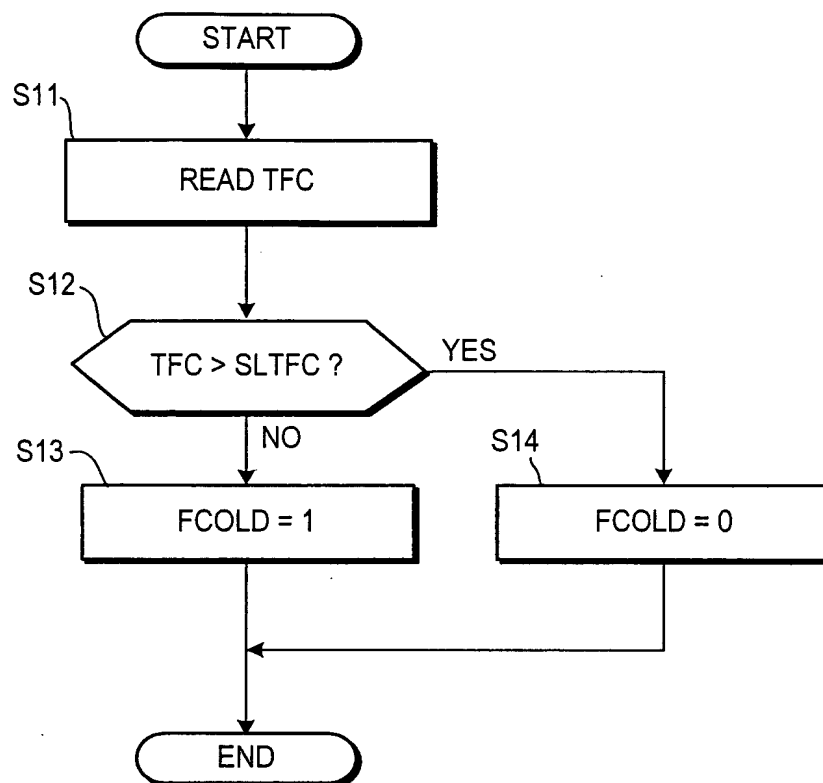 START
S11
READ TFC
S12
TFC > SLTFC ?
YES
NO
S13
FCOLD = 1
S14
FCOLD = 0
END